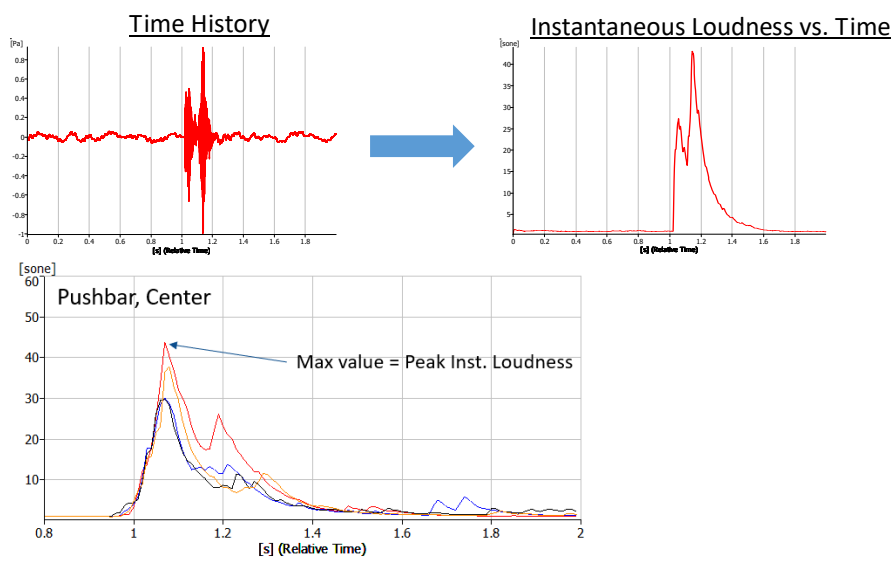 Time History
Instantaneous Loudness vs. Time
[Pa]
0.8
0.6
0.4
0.2
0
-0.2
-0.4
-0.6
-0.8
-1
0 0.2 0.4 0.6 0.8 1 1.2 1.4 1.6 1.8
[s] (Relative Time)
[sone]
40
35
30
25
20
15
10
5
0 0.2 0.4 0.6 0.8 1 1.2 1.4 1.6 1.8
[s] (Relative Time)
[sone]
60
Pushbar, Center
50
40
Max value = Peak Inst. Loudness
30
20
10
0.8 1 1.2 1.4 1.6 1.8 2
[s] (Relative Time)